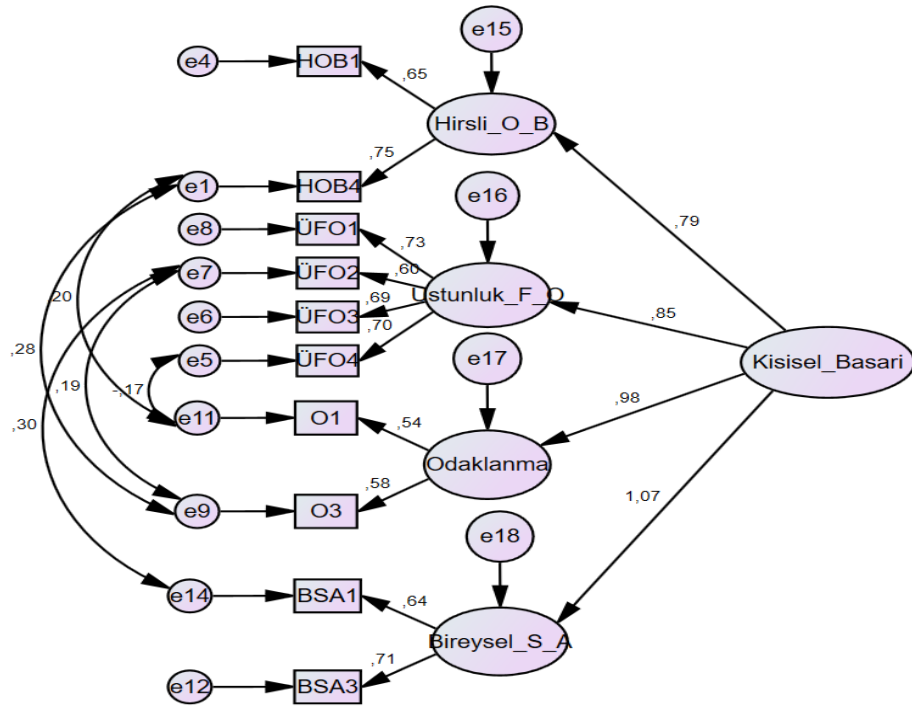 e15
e4
HOB1
,65
Hirsli_O_B
,75
e1
HOB4
e16
e8
ÜFO1
,73
,79
e7
ÜFO2
,60
Ustunluk_F_O
,20
,69
e6
ÜFO3
,70
,85
,28
e5
ÜFO4
e17
Kisisel_Basari
,19
-,17
,30
e11
O1
,54
,98
Odaklanma
,58
e9
O3
1,07
e18
e14
BSA1
,64
Bireysel_S_A
,71
e12
BSA3